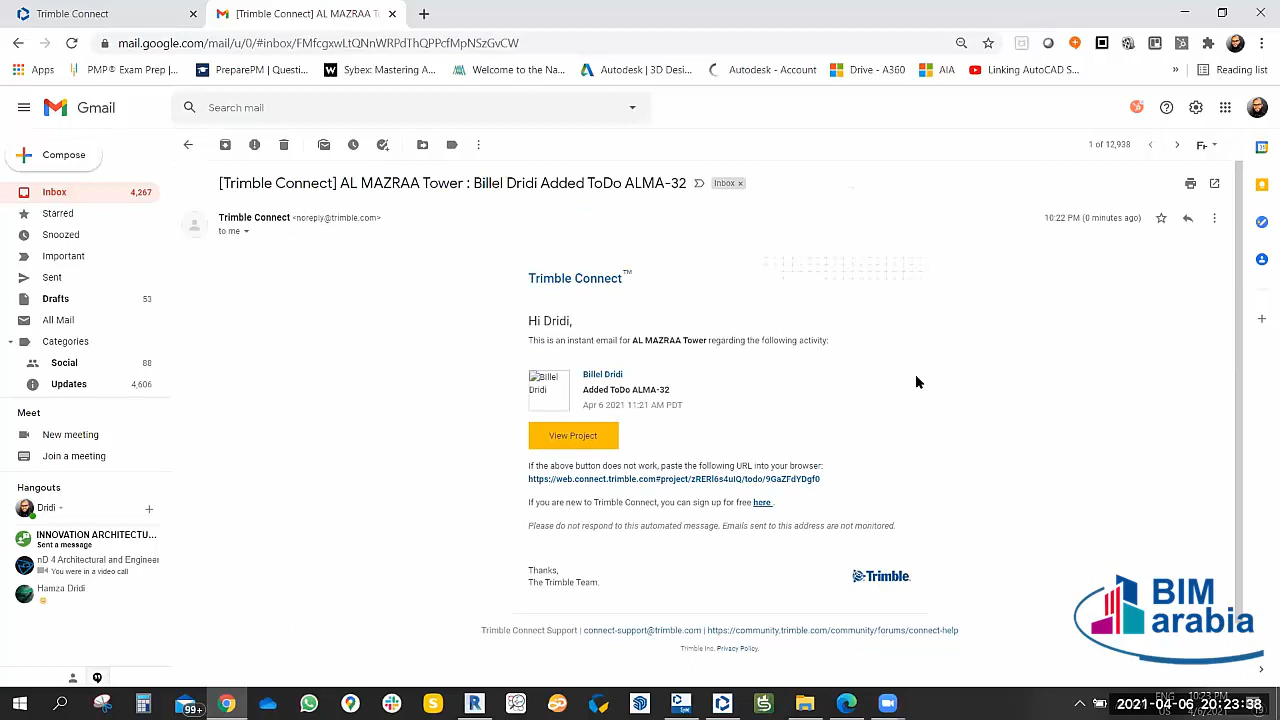 Trimble Connect
[Trimble Connect] AL MAZRAA T
mail.google.com/mail/u/0/#inbox/FMfcgxwLtQNnWRPdThQPPcfMpNSzGvCW
Apps
PMP® Exam Prep |...
PreparePM | Questi...
Sybex: Mastering A...
Welcome to the Na...
Autodesk | 3D Desi...
Autodesk - Account
Drive - A360
AIA
Linking AutoCAD S...
»
Reading list
Gmail
Search mail
Compose
1 of 12,938
Inbox 4,267
Starred
Snoozed
Important
Sent
Drafts 53
All Mail
Categories
Social 88
Updates 4,606
Meet
New meeting
Join a meeting
Hangouts
Dridi
INNOVATION ARCHITECTU...
Sent a message
nD 4 Architectural and Engineer
You were in a video call
Hamza Dridi
[Trimble Connect] AL MAZRAA Tower : Billel Dridi Added ToDo ALMA-32
Inbox
Trimble Connect <noreply@trimble.com>
10:22 PM (0 minutes ago)
to me
Trimble Connect™
Hi Dridi,
This is an instant email for AL MAZRAA Tower regarding the following activity:
Billel Dridi
Billel Dridi
Added ToDo ALMA-32
Apr 6 2021 11:21 AM PDT
View Project
If the above button does not work, paste the following URL into your browser:
https://web.connect.trimble.com#project/zRERl6s4uIQ/todo/9GaZFdYDgf0
If you are new to Trimble Connect, you can sign up for free here .
Please do not respond to this automated message. Emails sent to this address are not monitored.
Thanks,
The Trimble Team.
Trimble.
Trimble Connect Support | connect-support@trimble.com | https://community.trimble.com/community/forums/connect-help
Trimble Inc. Privacy Policy.
BIM
arabia
99+
ENG
10:23 PM
2021-04-06 20:23:38